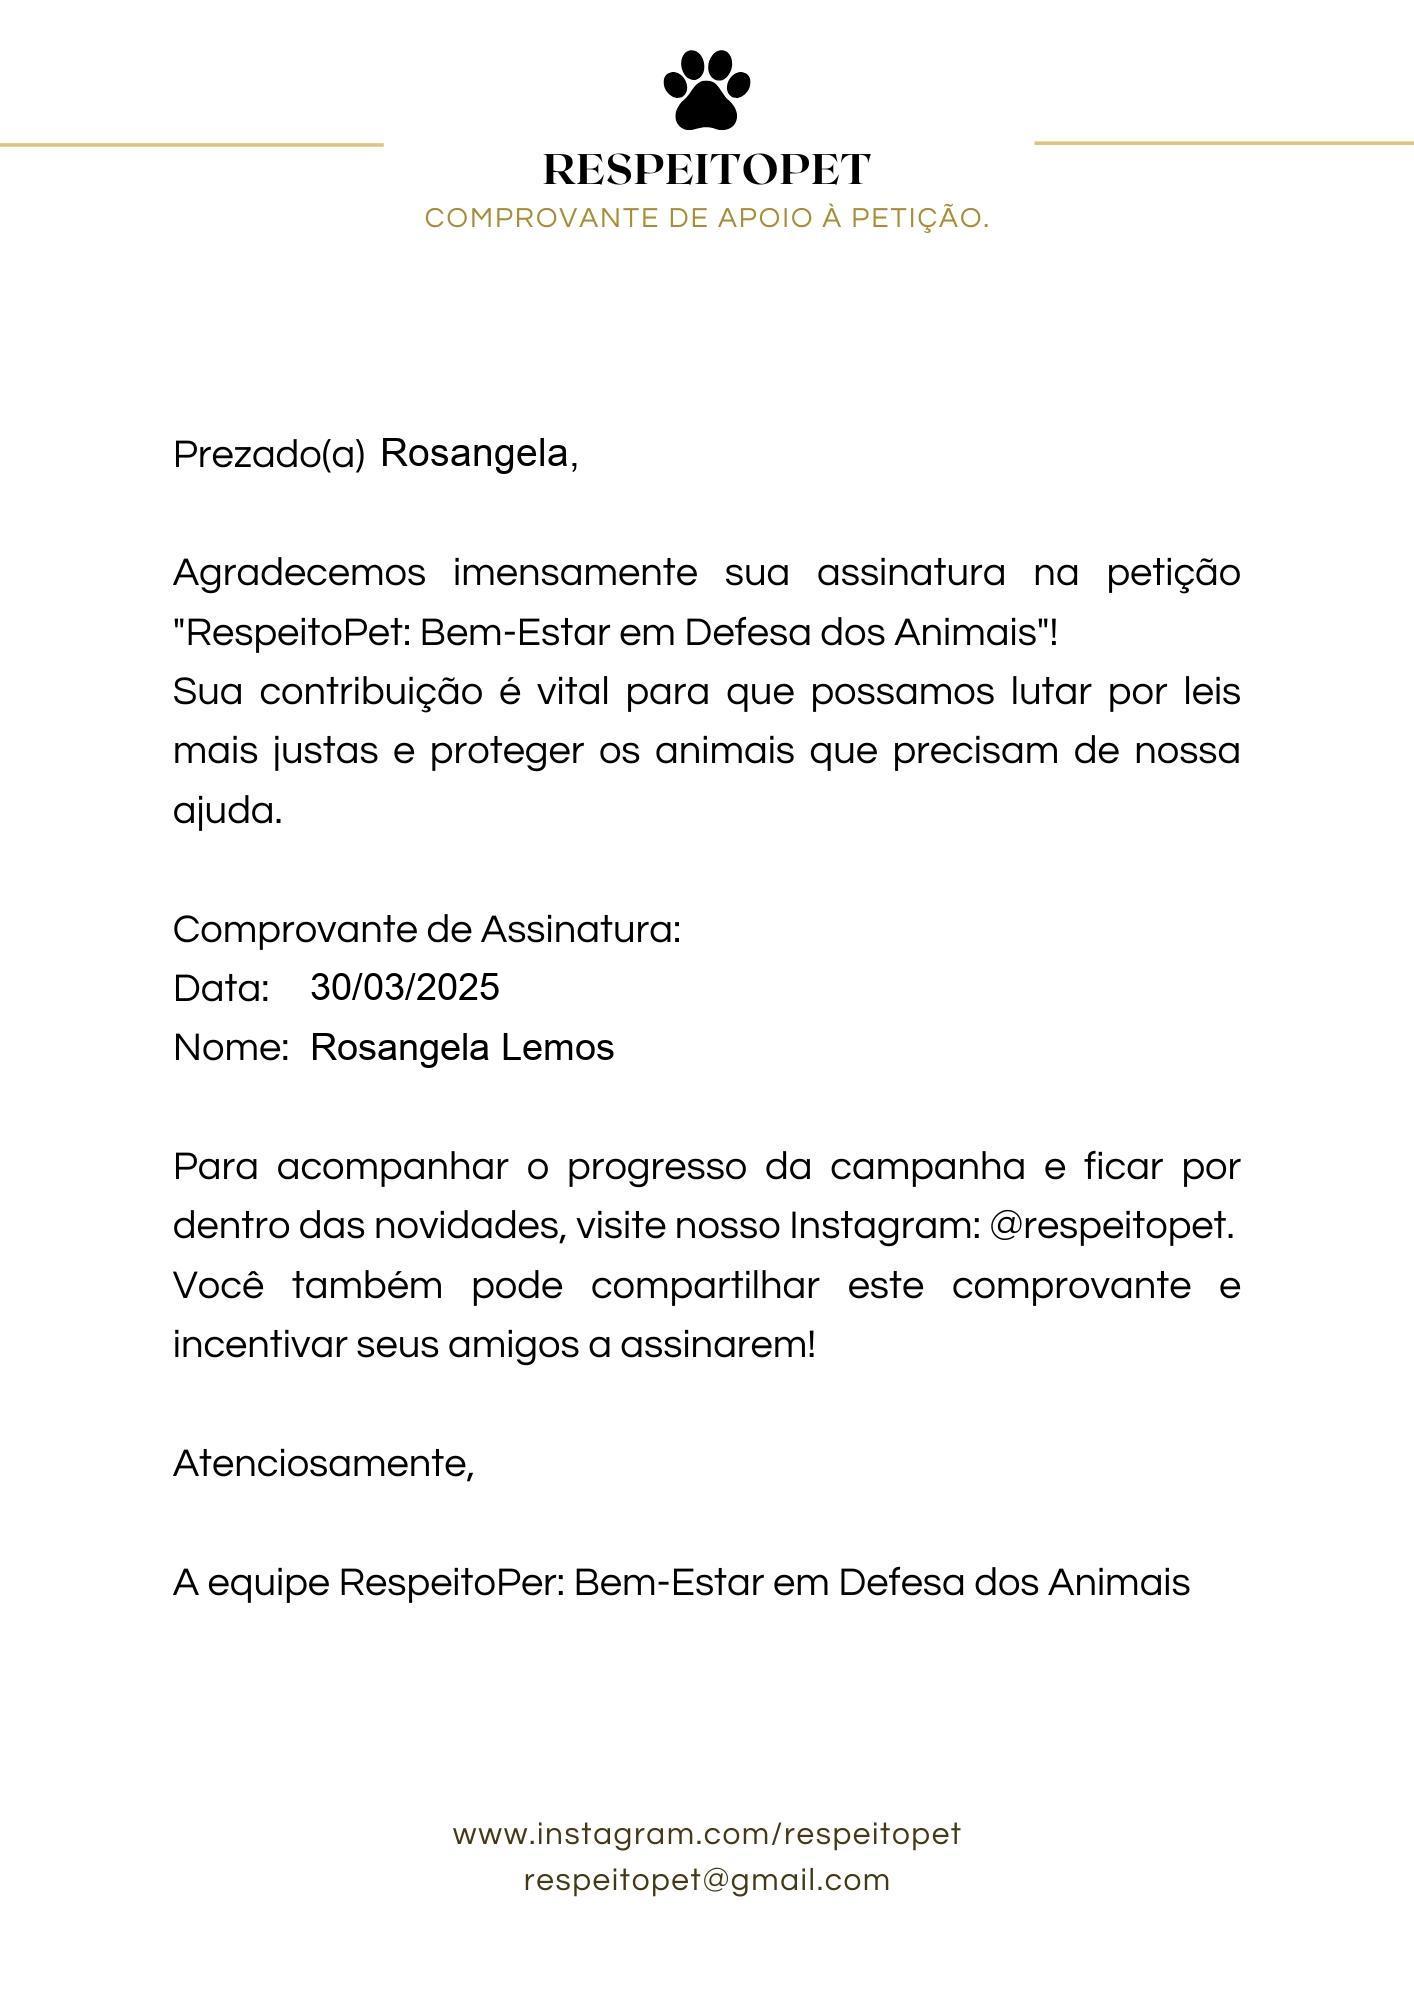 RESPEITOPET
COMPROVANTE DE APOIO À PETIÇÃO.
Prezado(a) Rosangela,
Agradecemos imensamente sua assinatura na petição
"RespeitoPet: Bem-Estar em Defesa dos Animais"!
Sua contribuição é vital para que possamos lutar por leis
mais justas e proteger os animais que precisam de nossa
ajuda.
Comprovante de Assinatura:
Data: 30/03/2025
Nome: Rosangela Lemos
Para acompanhar o progresso da campanha e ficar por
dentro das novidades, visite nosso Instagram: @respeitopet.
Você também pode compartilhar este comprovante e
incentivar seus amigos a assinarem!
Atenciosamente,
A equipe RespeitoPer: Bem-Estar em Defesa dos Animais
www.instagram.com/respeitopet
respeitopet@gmail.com